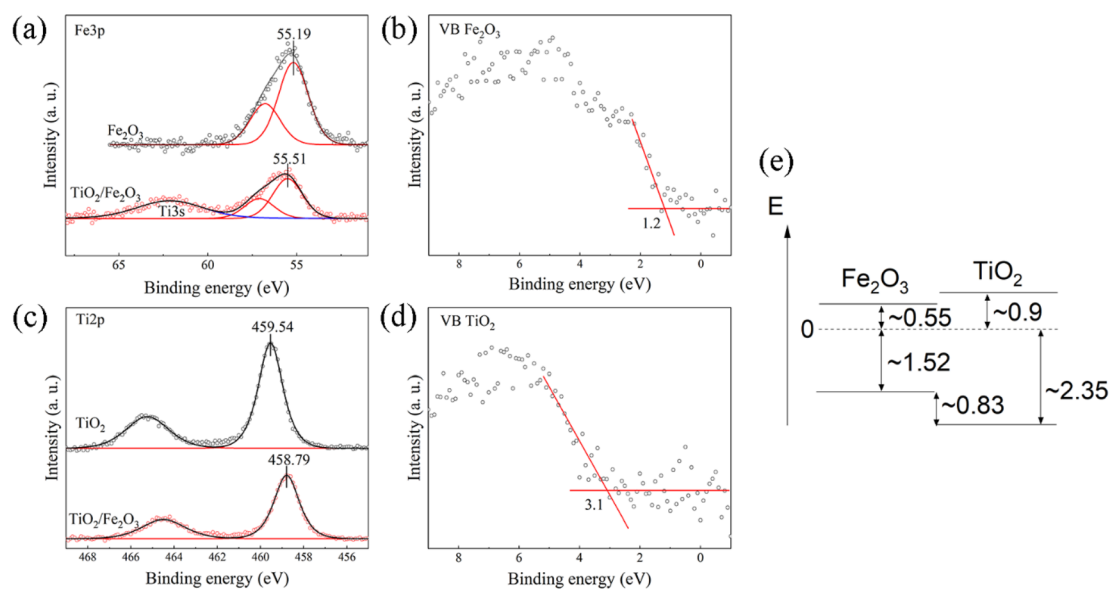 (a)
Fe3p
55.19
Fe₂O₃
55.51
TiO₂/Fe₂O₃
Ti3s
Intensity (a. u.)
65 60 55
Binding energy (eV)
(b)
VB Fe₂O₃
1.2
Intensity (a. u.)
8 6 4 2 0
Binding energy (eV)
(c)
Ti2p
459.54
TiO₂
458.79
TiO₂/Fe₂O₃
Intensity (a. u.)
468 466 464 462 460 458 456
Binding energy (eV)
(d)
VB TiO₂
3.1
Intensity (a. u.)
8 6 4 2 0
Binding energy (eV)
(e)
E
Fe₂O₃ TiO₂
~0.55 ~0.9
0
~1.52
~2.35
~0.83